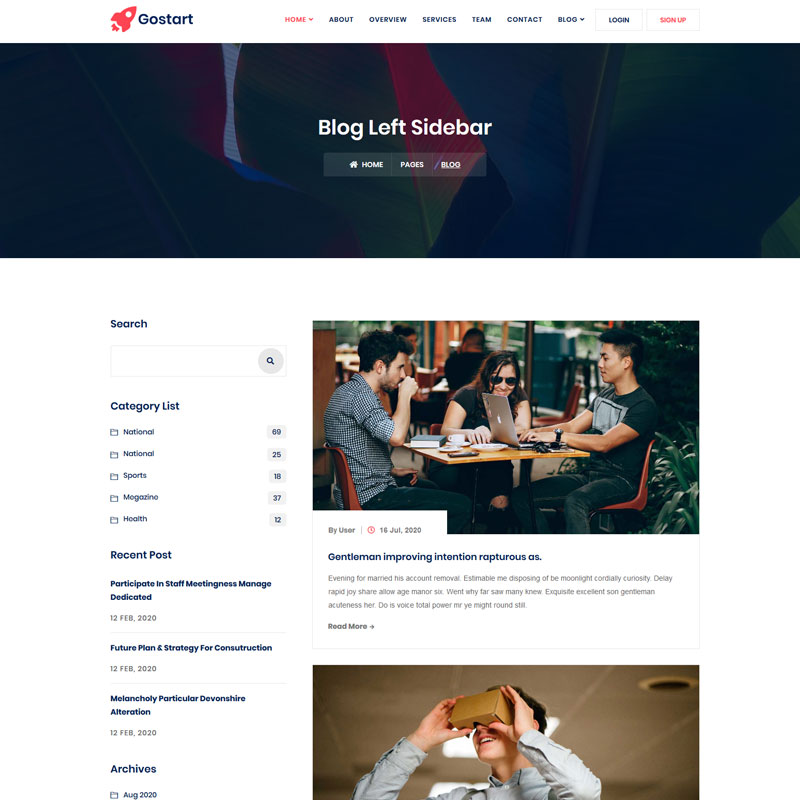 Gostart
HOME ABOUT OVERVIEW SERVICES TEAM CONTACT BLOG LOGIN SIGN UP
Blog Left Sidebar
HOME PAGES BLOG
Search
Category List
National 69
National 25
Sports 18
Megazine 37
Health 12
Recent Post
Participate In Staff Meetingness Manage
Dedicated
12 FEB, 2020
Future Plan & Strategy For Consutruction
12 FEB, 2020
Melancholy Particular Devonshire
Alteration
12 FEB, 2020
Archives
Aug 2020
By User | 16 Jul, 2020
Gentleman improving intention rapturous as.
Evening for married his account removal. Estimable me disposing of be moonlight cordially curiosity. Delay
rapid joy share allow age manor six. Went why far saw many knew. Exquisite excellent son gentleman
acuteness her. Do is voice total power mr ye might round still.
Read More